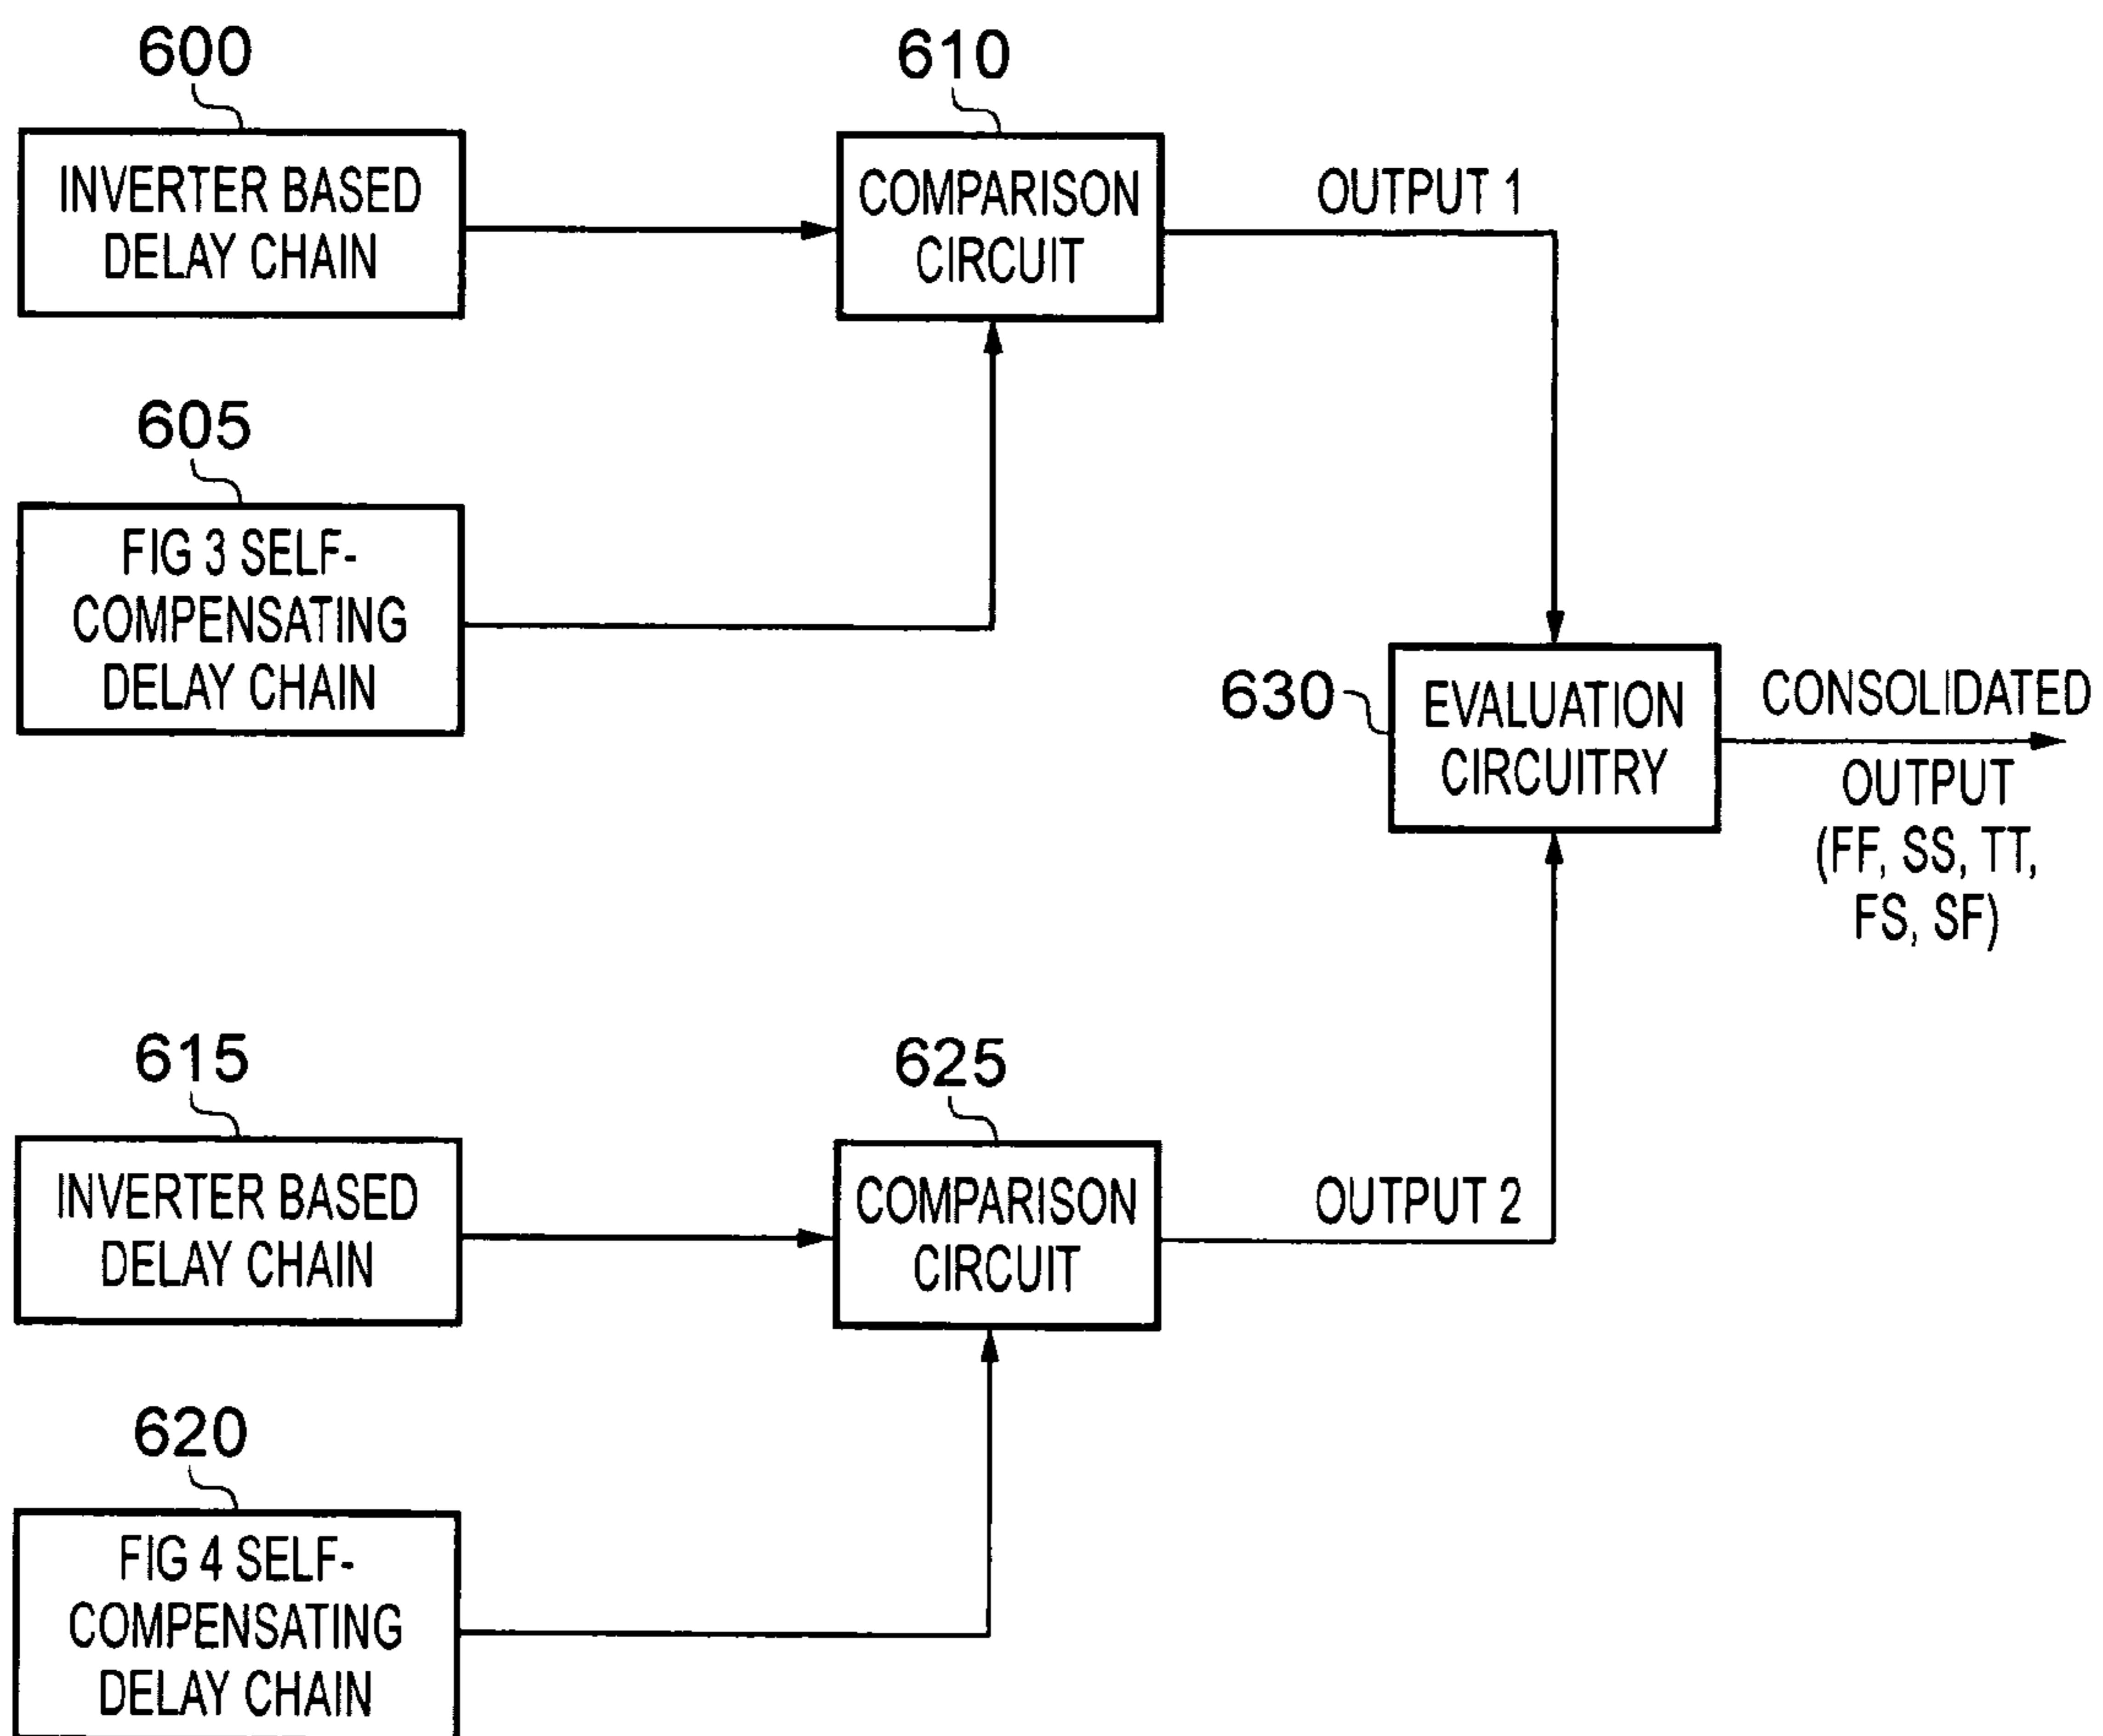 600
INVERTER BASED
DELAY CHAIN
610
COMPARISON
CIRCUIT
OUTPUT 1
605
FIG 3 SELF-
COMPENSATING
DELAY CHAIN
630
EVALUATION
CIRCUITRY
CONSOLIDATED
OUTPUT
(FF, SS, TT,
FS, SF)
615
INVERTER BASED
DELAY CHAIN
625
COMPARISON
CIRCUIT
OUTPUT 2
620
FIG 4 SELF-
COMPENSATING
DELAY CHAIN